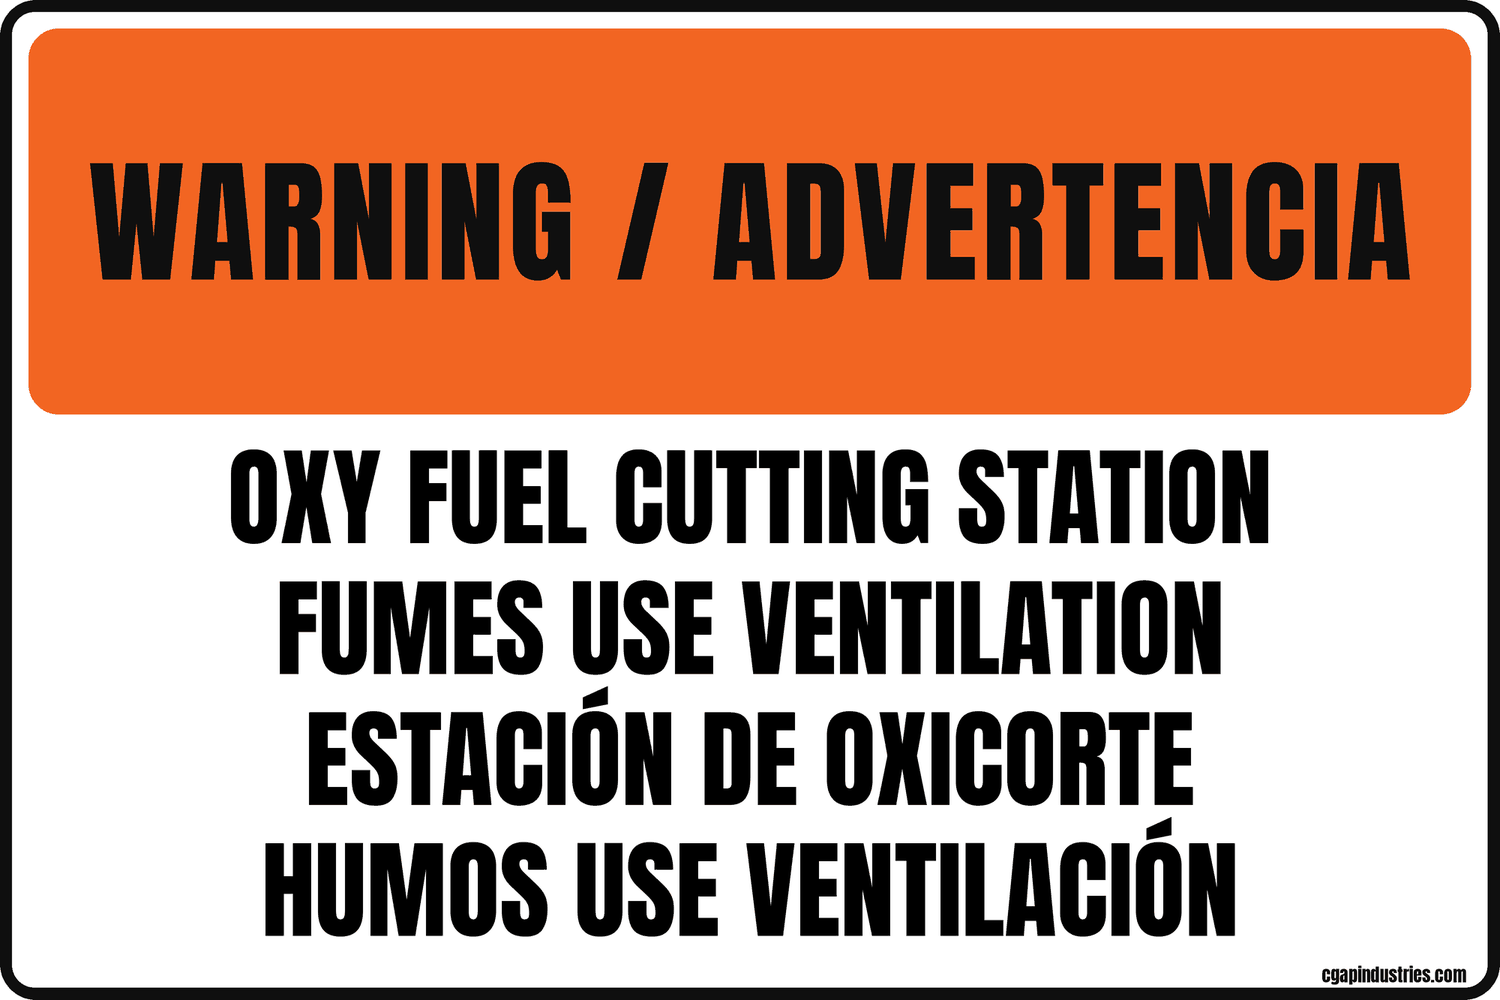 WARNING / ADVERTENCIA
OXY FUEL CUTTING STATION
FUMES USE VENTILATION
ESTACIÓN DE OXICORTE
HUMOS USE VENTILACIÓN
cgapindustries.com